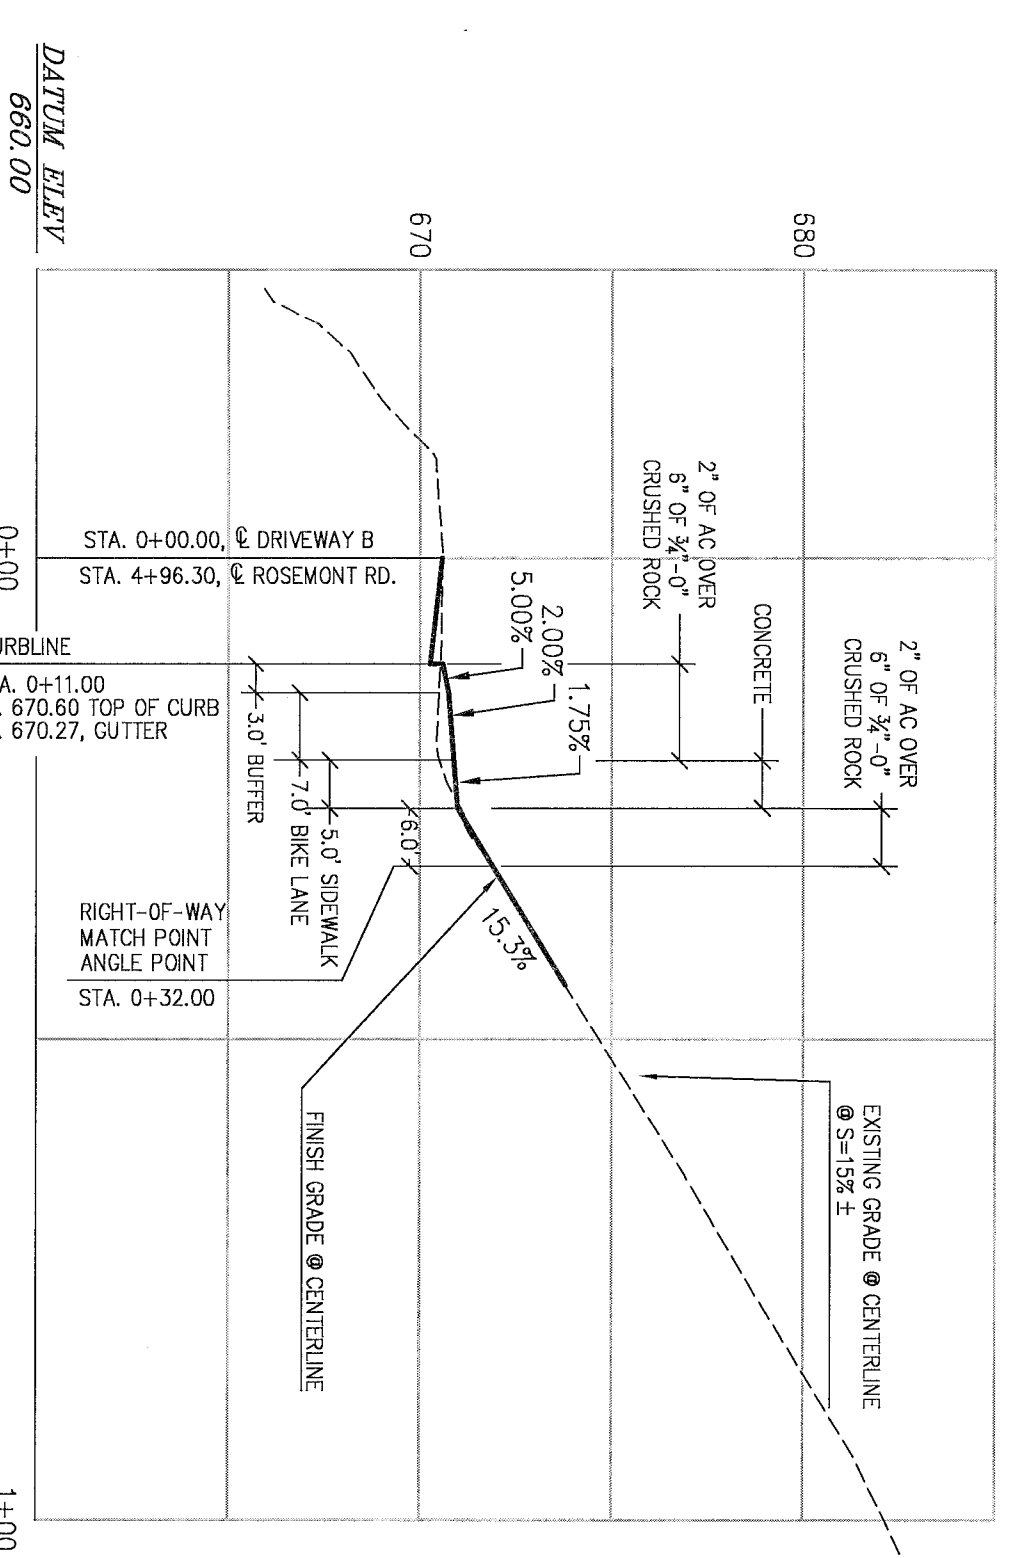 DATUM ELEV
660.00
670
680
2" OF AC OVER
6" OF ¾"-0"
CRUSHED ROCK
CONCRETE
2" OF AC OVER
6" OF ¾"-0"
CRUSHED ROCK
5.00%
2.00%
1.75%
15.3%
STA. 0+00.00, ℄ DRIVEWAY B
STA. 4+96.30, ℄ ROSEMONT RD.
0+00
URBLINE
A. 0+11.00
. 670.60 TOP OF CURB
. 670.27, GUTTER
3.0' BUFFER
7.0' BIKE LANE
5.0' SIDEWALK
6.0'
RIGHT-OF-WAY
MATCH POINT
ANGLE POINT
STA. 0+32.00
FINISH GRADE @ CENTERLINE
EXISTING GRADE @ CENTERLINE
@ S=15% ±
1+00